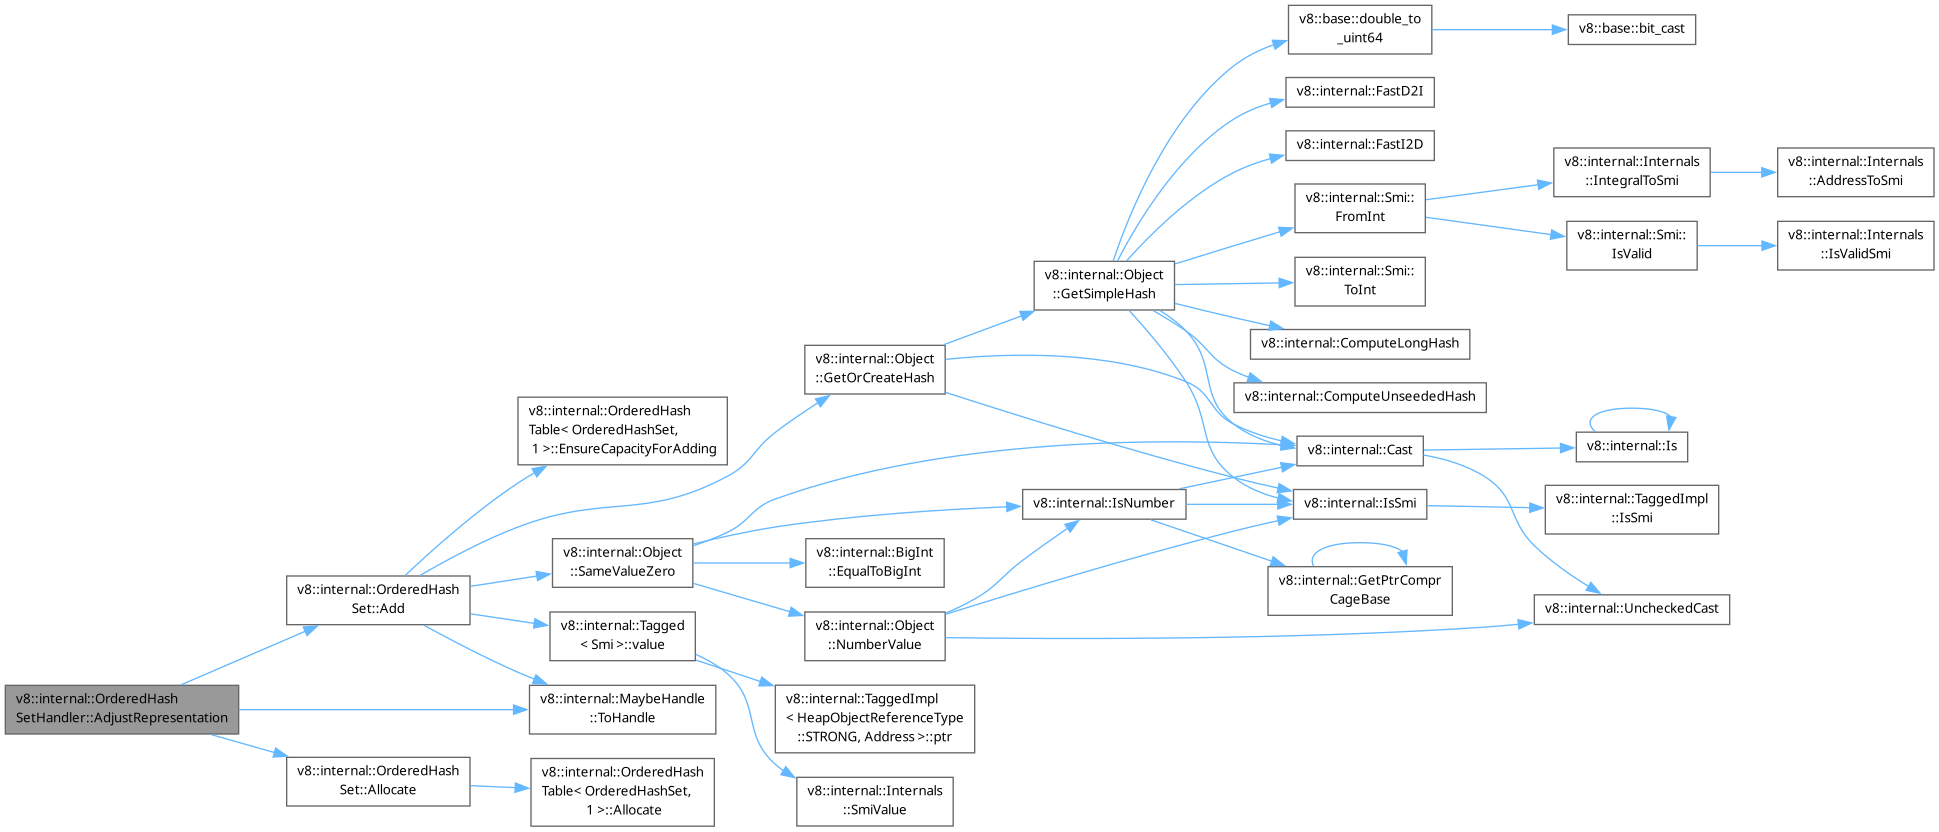 v8::internal::OrderedHash
SetHandler::AdjustRepresentation
v8::internal::OrderedHash
Set::Add
v8::internal::OrderedHash
Set::Allocate
v8::internal::OrderedHash
Table< OrderedHashSet,
1 >::EnsureCapacityForAdding
v8::internal::Object
::SameValueZero
v8::internal::Tagged
< Smi >::value
v8::internal::MaybeHandle
::ToHandle
v8::internal::OrderedHash
Table< OrderedHashSet,
1 >::Allocate
v8::internal::Object
::GetOrCreateHash
v8::internal::BigInt
::EqualToBigInt
v8::internal::Object
::NumberValue
v8::internal::TaggedImpl
< HeapObjectReferenceType
::STRONG, Address >::ptr
v8::internal::Internals
::SmiValue
v8::internal::Object
::GetSimpleHash
v8::internal::IsNumber
v8::base::double_to
_uint64
v8::internal::FastD2I
v8::internal::FastI2D
v8::internal::Smi::
FromInt
v8::internal::Smi::
ToInt
v8::internal::ComputeLongHash
v8::internal::ComputeUnseededHash
v8::internal::Cast
v8::internal::IsSmi
v8::internal::GetPtrCompr
CageBase
v8::base::bit_cast
v8::internal::Internals
::IntegralToSmi
v8::internal::Smi::
IsValid
v8::internal::Is
v8::internal::TaggedImpl
::IsSmi
v8::internal::UncheckedCast
v8::internal::Internals
::AddressToSmi
v8::internal::Internals
::IsValidSmi